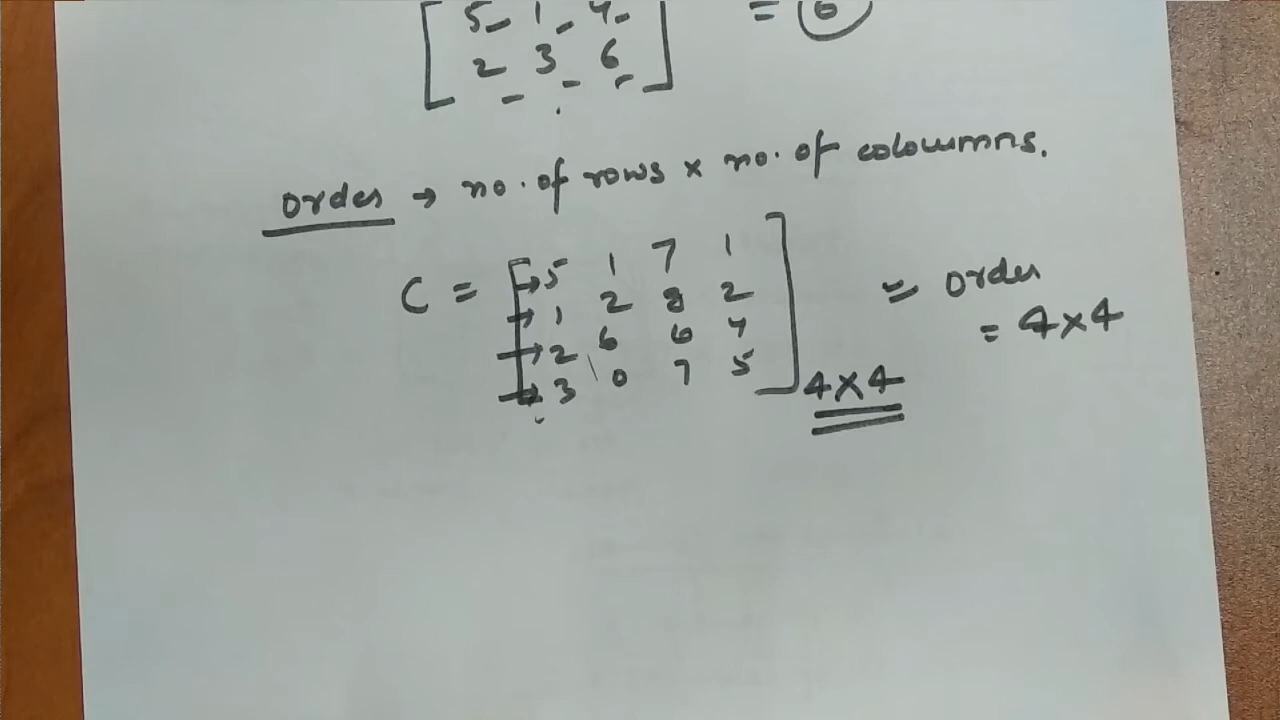 5 1 4 = 6
2 3 6
order → no. of rows × no. of colowmns.
C = 5 1 7 1 = order
1 2 8 2 = 4×4
2 6 6 4
3 0 7 5 4×4